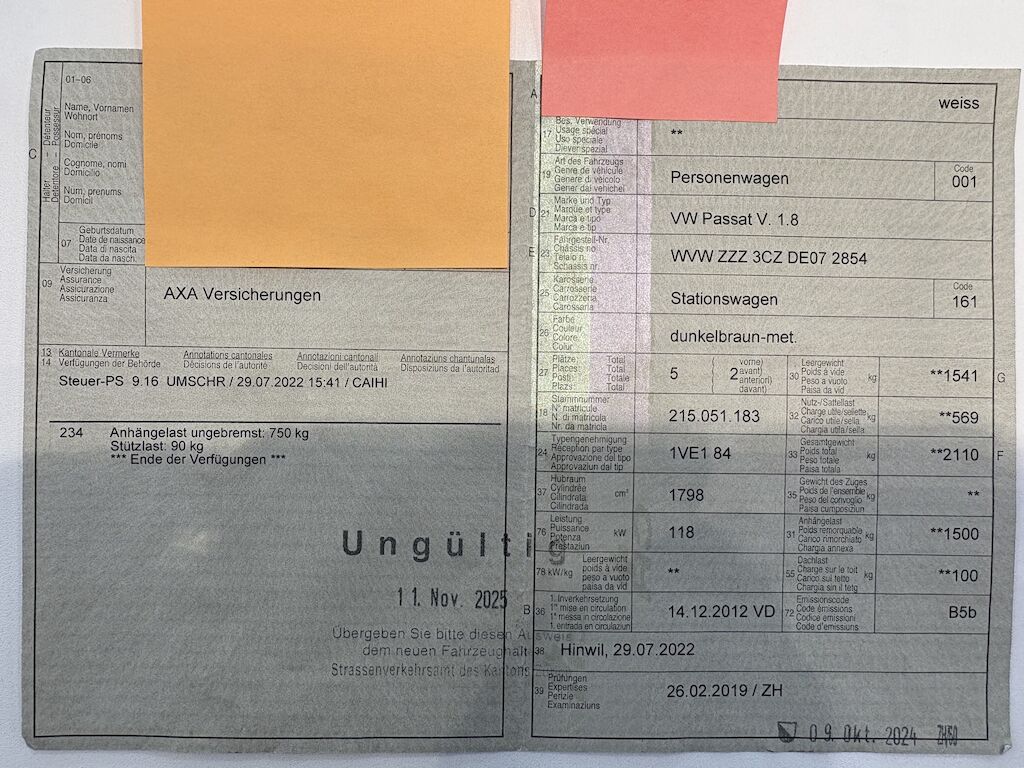 01-06
Name, Vornamen
Wohnort
Nom, prénoms
Domicile
Cognome, nomi
Domicilio
Num, prenums
Domicil
C
Halter - - Détenteur
Detentore - - Possessur
07
Geburtsdatum
Date de naissance
Data di nascita
Data da nasch.
09
Versicherung
Assurance
Assicurazione
Assicuranza
AXA Versicherungen
13 Kantonale Vermerke Annotations cantonales Annotazioni cantonali Annotaziuns chantunalas
14 Verfügungen der Behörde Décisions de l'autorité Decisioni dell'autorità Disposiziuns da l'autoritad
Steuer-PS 9.16 UMSCHR / 29.07.2022 15:41 / CAIHI
234 Anhängelast ungebremst: 750 kg
Stützlast: 90 kg
*** Ende der Verfügungen ***
Ungültig
11. Nov. 2025
Übergeben Sie bitte diesen Ausweis
dem neuen Fahrzeughalter
Strassenverkehrsamt des Kantons
A
weiss
17
Bes. Verwendung
Usage spécial
Uso speciale
Diever spezial
**
19
Art des Fahrzeugs
Genre de véhicule
Genere di veicolo
Gener dal vehichel
Personenwagen
Code
001
D
21
Marke und Typ
Marque et type
Marca e tipo
Marca e tip
VW Passat V. 1.8
E
23
Fahrgestell-Nr.
Châssis no
Telaio n.
Schassis nr.
WVW ZZZ 3CZ DE07 2854
25
Karosserie
Carrosserie
Carrozzeria
Carossaria
Stationswagen
Code
161
26
Farbe
Couleur
Colore
Colur
dunkelbraun-met.
27
Plätze: Total
Places: Total
Posti: Totale
Plazs: Total
5
2
vorne)
avant)
anteriori)
davant)
30
Leergewicht
Poids à vide
Peso a vuoto
Paisa da vid
kg
**1541
G
18
Stammnummer
N° matricule
N. di matricola
Nr. da matricla
215.051.183
32
Nutz-/Sattellast
Charge utile/sellette
Carico utile/sella
Chargia utila/sella
kg
**569
24
Typengenehmigung
Réception par type
Approvazione del tipo
Approvaziun dal tip
1VE1 84
33
Gesamtgewicht
Poids total
Peso totale
Paisa totala
kg
**2110
F
37
Hubraum
Cylindrée
Cilindrata
Cilindrada
cm³
1798
35
Gewicht des Zuges
Poids de l'ensemble
Peso del convoglio
Paisa cumposiziun
kg
**
76
Leistung
Puissance
Potenza
Prestaziun
kW
118
31
Anhängelast
Poids remorquable
Carico rimorchiato
Chargia annexa
kg
**1500
78 kW/kg
Leergewicht
poids à vide
peso a vuoto
paisa da vid
**
55
Dachlast
Charge sur le toit
Carico sul tetto
Chargia sin il tetg
kg
**100
B
36
1. Inverkehrsetzung
1re mise en circulation
1a messa in circolazione
1. entrada en circulaziun
14.12.2012 VD
72
Emissionscode
Code émissions
Codice emissioni
Code d'emissiuns
B5b
38
Hinwil, 29.07.2022
39
Prüfungen
Expertises
Perizie
Examinaziuns
26.02.2019 / ZH
09. Okt. 2024